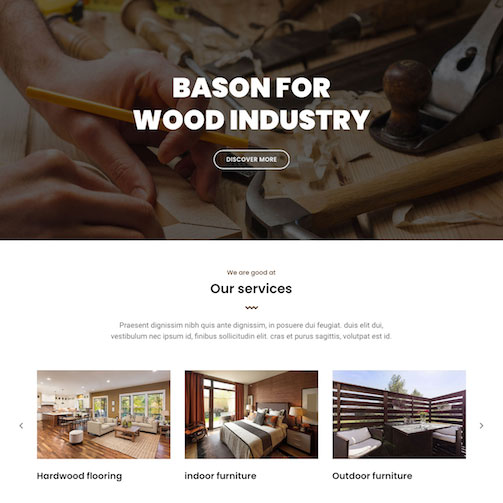 BASON FOR
WOOD INDUSTRY
DISCOVER MORE
We are good at
Our services
Praesent dignissim nibh quis ante dignissim, in posuere dui feugiat. duis elit dui,
vestibulum nec ipsum id, finibus sollicitudin elit. cras et purus sagittis, volutpat est id.
Hardwood flooring
indoor furniture
Outdoor furniture